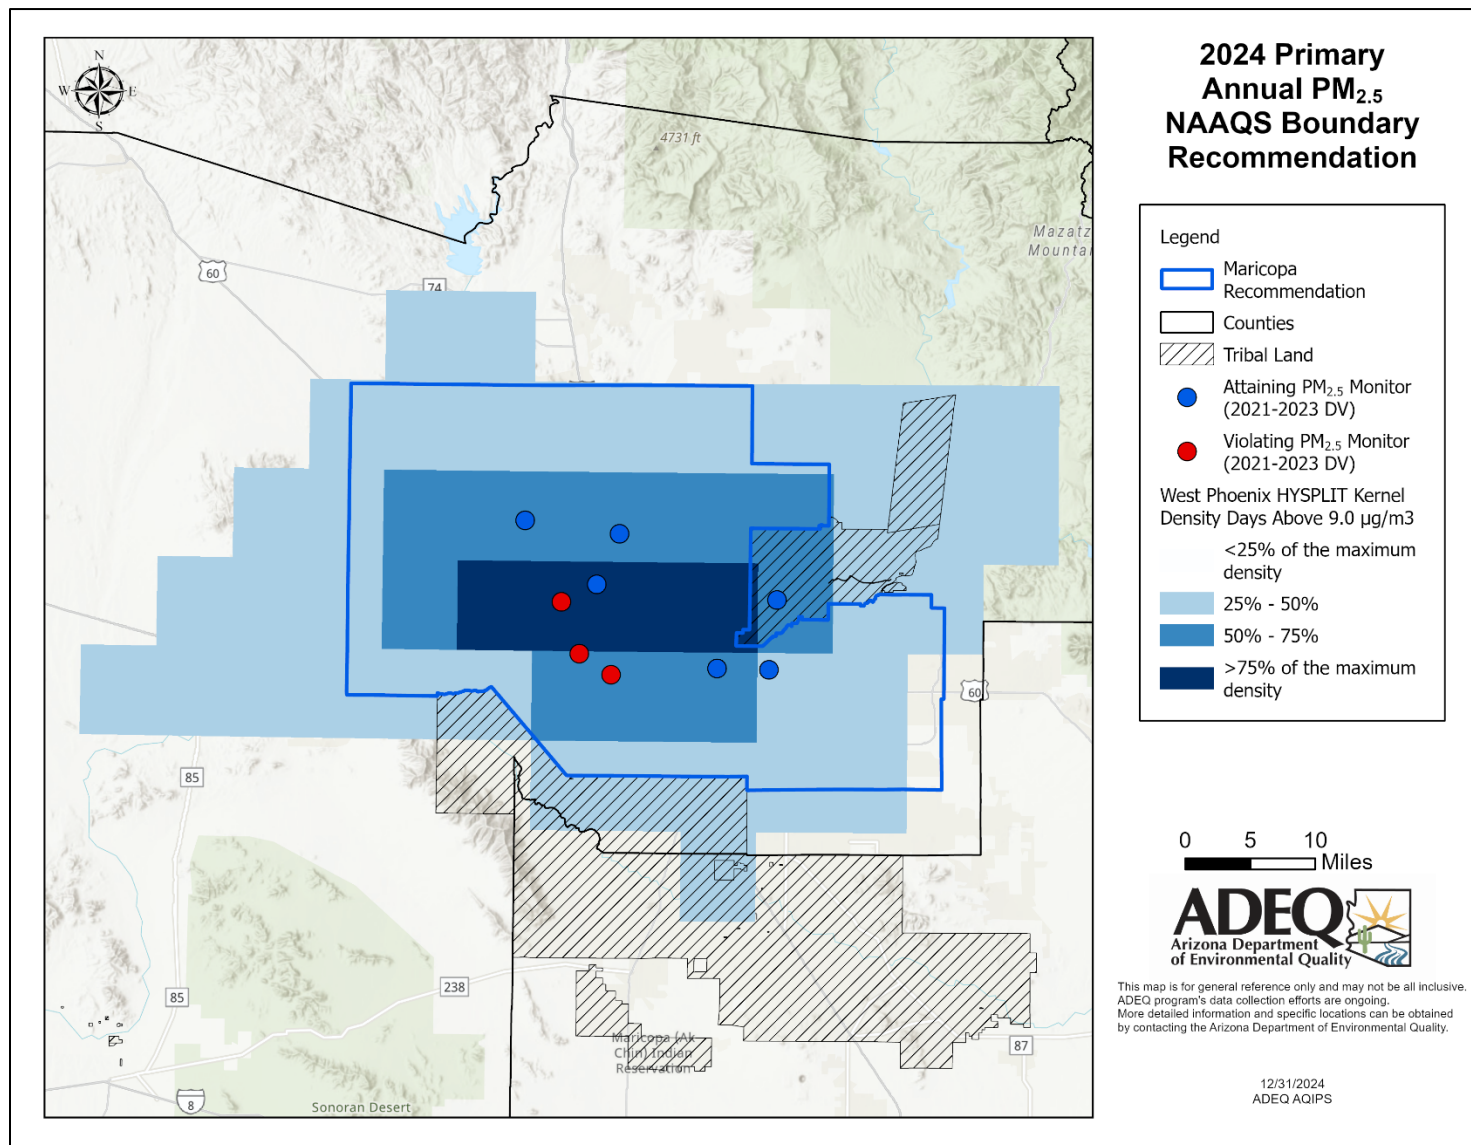 2024 Primary
Annual PM2.5
NAAQS Boundary
Recommendation
N
W
E
S
4731 ft
Mazatz
Mountai
60
74
Legend
Maricopa
Recommendation
Counties
Tribal Land
Attaining PM2.5 Monitor
(2021-2023 DV)
Violating PM2.5 Monitor
(2021-2023 DV)
West Phoenix HYSPLIT Kernel
Density Days Above 9.0 µg/m3
<25% of the maximum
density
25% - 50%
50% - 75%
>75% of the maximum
density
60
85
0 5 10
Miles
ADEQ
Arizona Department
of Environmental Quality
238
85
This map is for general reference only and may not be all inclusive.
ADEQ program's data collection efforts are ongoing.
More detailed information and specific locations can be obtained
by contacting the Arizona Department of Environmental Quality.
Maricopa (Ak
Chin) Indian
Reservation
87
8
Sonoran Desert
12/31/2024
ADEQ AQIPS